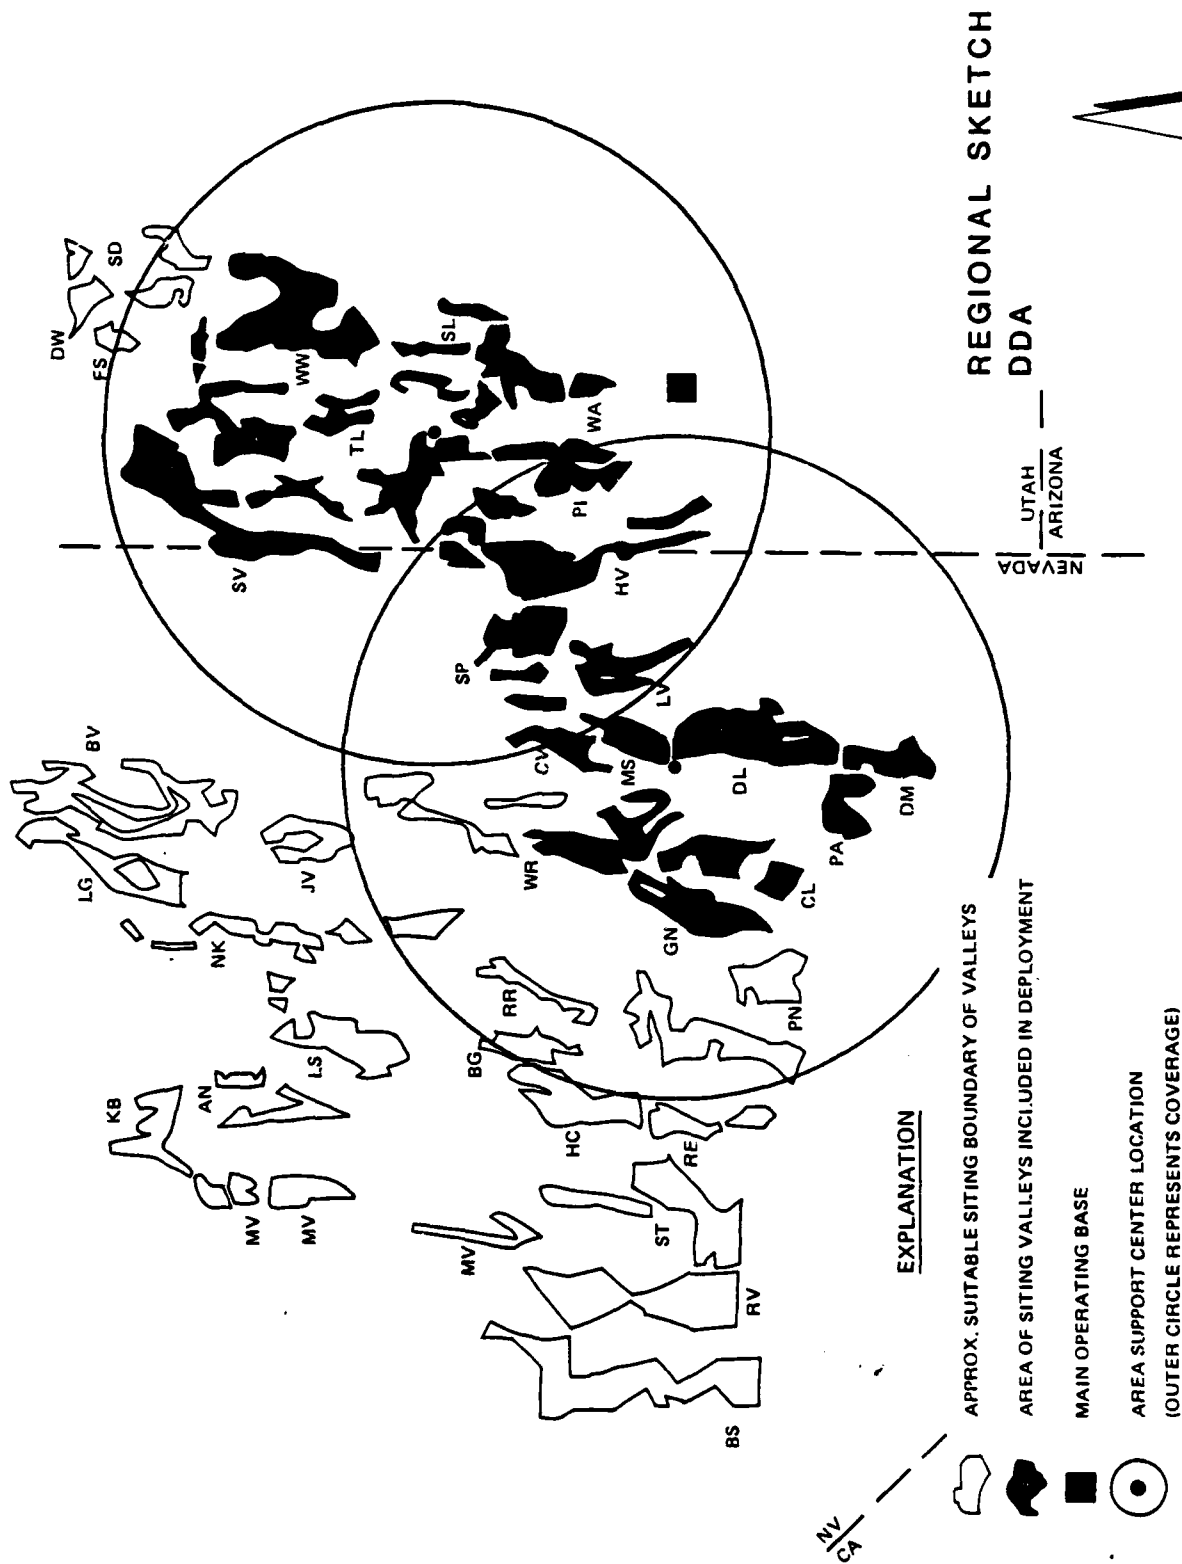 REGIONAL SKETCH
DDA
DW
SD
FS
WW
SL
TL
WA
SV
PI
HV
UTAH
ARIZONA
NEVADA
SP
LV
BV
CV
MS
DL
DM
LG
JV
WR
PA
CL
NK
GN
RR
PN
LS
BG
KB
AN
HC
RE
MV
MV
MV
ST
RV
BS
NV
CA
EXPLANATION
APPROX. SUITABLE SITING BOUNDARY OF VALLEYS
AREA OF SITING VALLEYS INCLUDED IN DEPLOYMENT
MAIN OPERATING BASE
AREA SUPPORT CENTER LOCATION
(OUTER CIRCLE REPRESENTS COVERAGE)